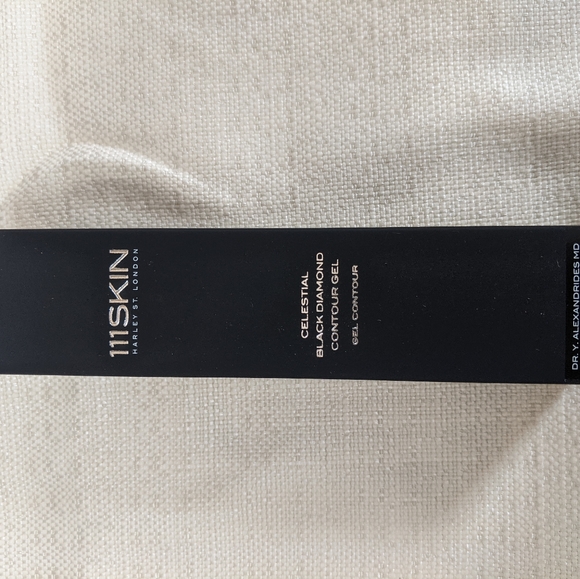 111SKIN
HARLEY ST. LONDON
CELESTIAL
BLACK DIAMOND
CONTOUR GEL
GEL CONTOUR
DR. Y. ALEXANDRIDES MD